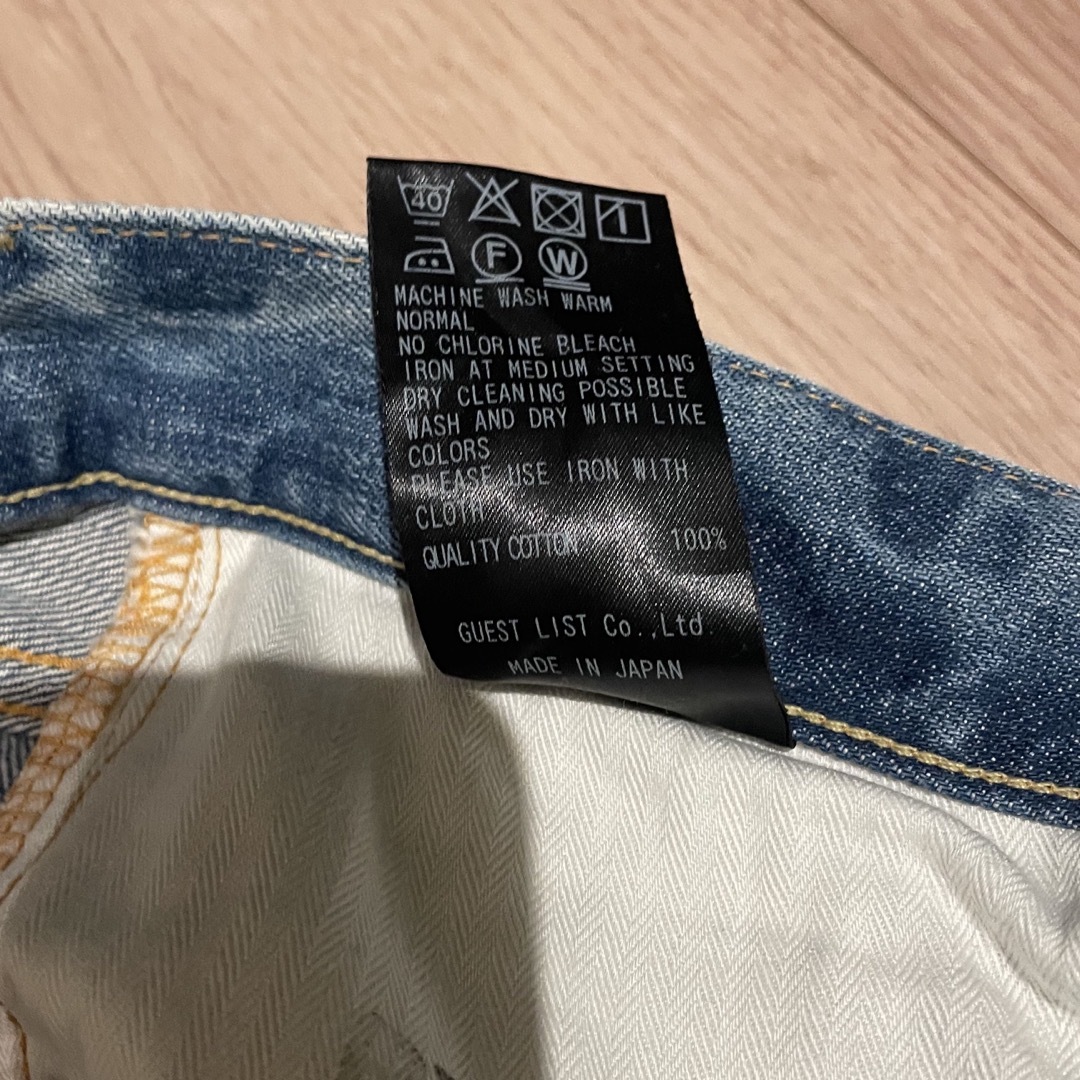 40
F W
MACHINE WASH WARM
NORMAL
NO CHLORINE BLEACH
IRON AT MEDIUM SETTING
DRY CLEANING POSSIBLE
WASH AND DRY WITH LIKE
COLORS
PLEASE USE IRON WITH
CLOTH
QUALITY COTTON 100%
GUEST LIST Co.,Ltd.
MADE IN JAPAN